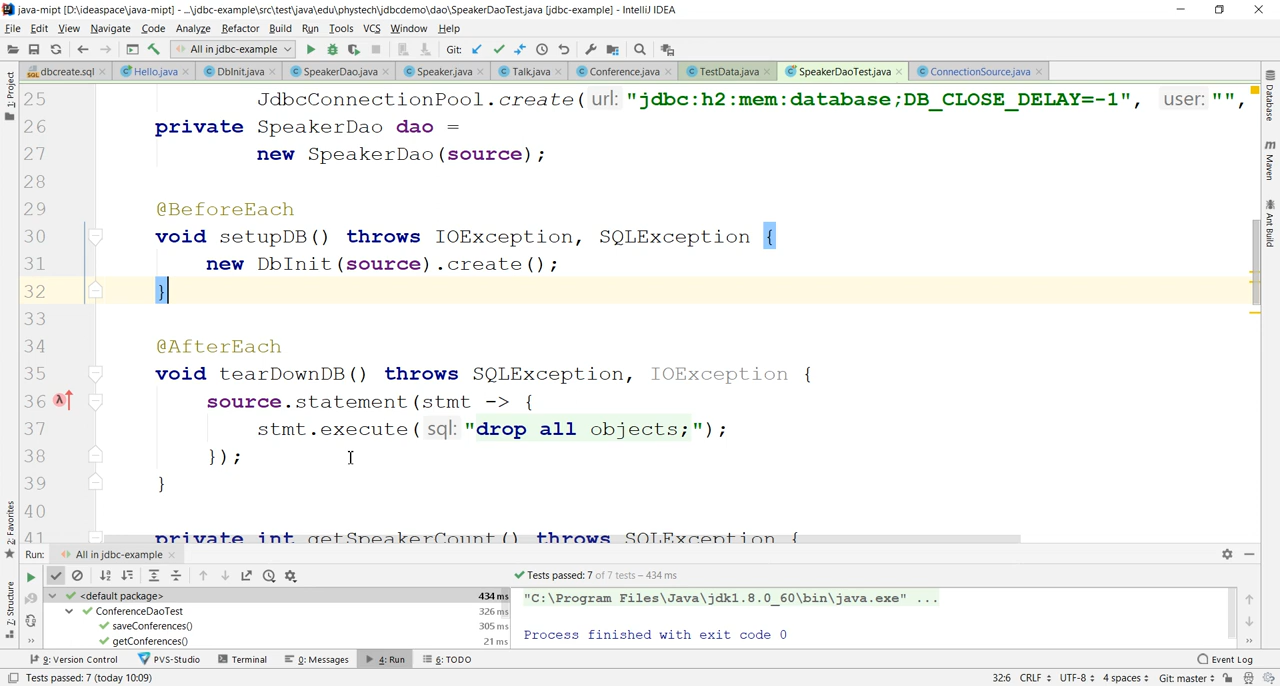 java-mipt [D:\ideaspace\java-mipt] - ...\jdbc-example\src\test\java\edu\phystech\jdbcdemo\dao\SpeakerDaoTest.java [jdbc-example] - IntelliJ IDEA
File Edit View Navigate Code Analyze Refactor Build Run Tools VCS Window Help
All in jdbc-example Git:
dbcreate.sql Hello.java DbInit.java SpeakerDao.java Speaker.java Talk.java Conference.java TestData.java SpeakerDaoTest.java ConnectionSource.java
1: Project
Database
Maven
Ant Build
25 JdbcConnectionPool.create( url: "jdbc:h2:mem:database;DB_CLOSE_DELAY=-1", user: "",
26 private SpeakerDao dao =
27 new SpeakerDao(source);
28
29 @BeforeEach
30 void setupDB() throws IOException, SQLException {
31 new DbInit(source).create();
32 }
33
34 @AfterEach
35 void tearDownDB() throws SQLException, IOException {
36 source.statement(stmt -> {
37 stmt.execute( sql: "drop all objects;");
38 });
39 }
40
41 private int getSpeakerCount() throws SQLException {
2: Favorites
Z: Structure
Run: All in jdbc-example
Tests passed: 7 of 7 tests – 434 ms
<default package> 434 ms
ConferenceDaoTest 326 ms
saveConferences() 305 ms
getConferences() 21 ms
"C:\Program Files\Java\jdk1.8.0_60\bin\java.exe" ...
Process finished with exit code 0
9: Version Control PVS-Studio Terminal 0: Messages 4: Run 6: TODO Event Log
Tests passed: 7 (today 10:09) 32:6 CRLF UTF-8 4 spaces Git: master